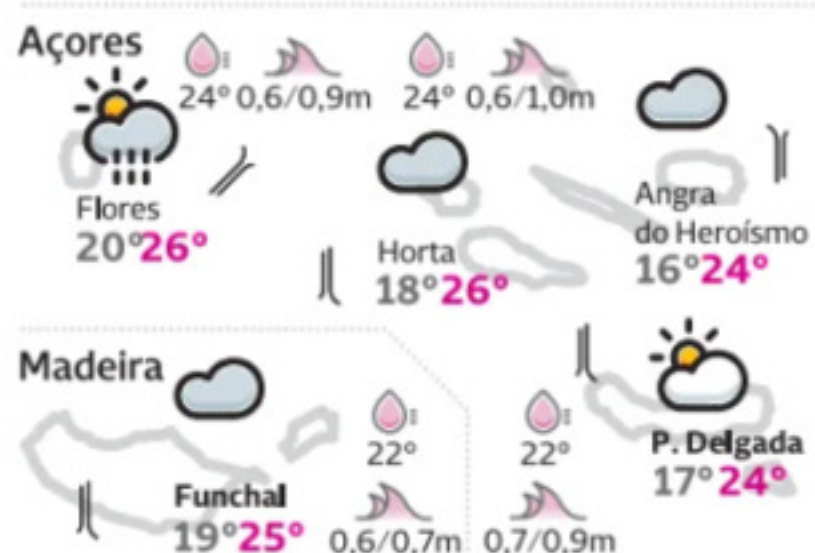 Açores
24° 0,6/0,9m
24° 0,6/1,0m
Flores
20°26°
Horta
18°26°
Angra
do Heroísmo
16°24°
Madeira
22°
0,6/0,7m
Funchal
19°25°
22°
0,7/0,9m
P. Delgada
17°24°